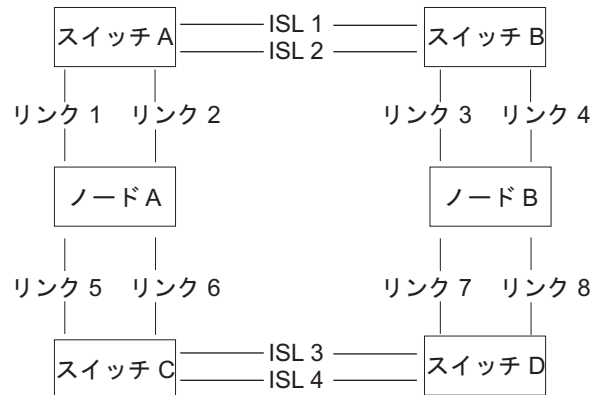 スイッチ A
ISL 1
ISL 2
スイッチ B
リンク 1
リンク 2
リンク 3
リンク 4
ノード A
ノード B
リンク 5
リンク 6
リンク 7
リンク 8
スイッチ C
ISL 3
ISL 4
スイッチ D